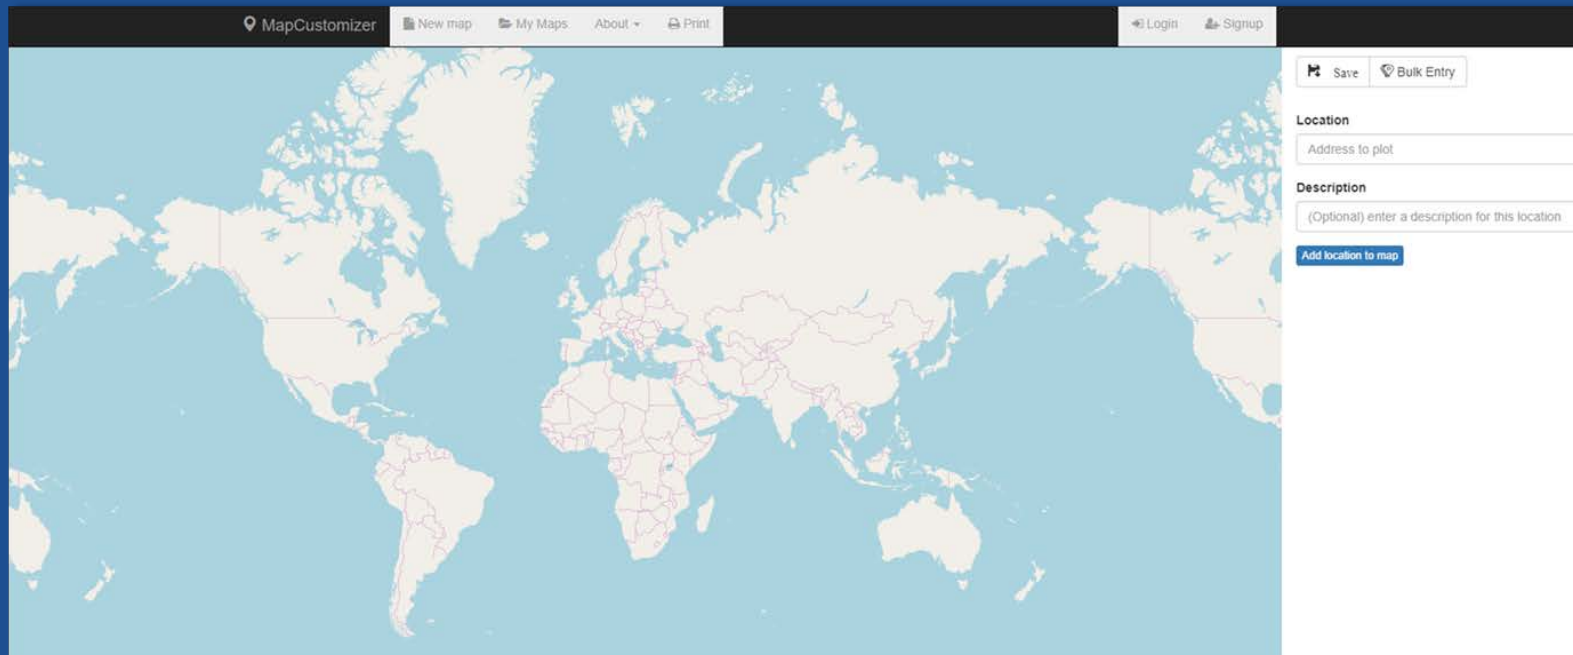 MapCustomizer New map My Maps About Print Login Signup
Save Bulk Entry
Location
Address to plot
Description
(Optional) enter a description for this location
Add location to map